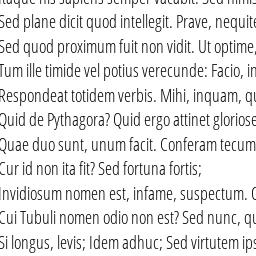 itaque his sapiens semper vacabit. Sed nimis
Sed plane dicit quod intellegit. Prave, nequite
Sed quod proximum fuit non vidit. Ut optime,
Tum ille timide vel potius verecunde: Facio, in
Respondeat totidem verbis. Mihi, inquam, qu
Quid de Pythagora? Quid ergo attinet gloriose
Quae duo sunt, unum facit. Conferam tecum
Cur id non ita fit? Sed fortuna fortis;
Invidiosum nomen est, infame, suspectum. C
Cui Tubuli nomen odio non est? Sed nunc, qu
Si longus, levis; Idem adhuc; Sed virtutem ips